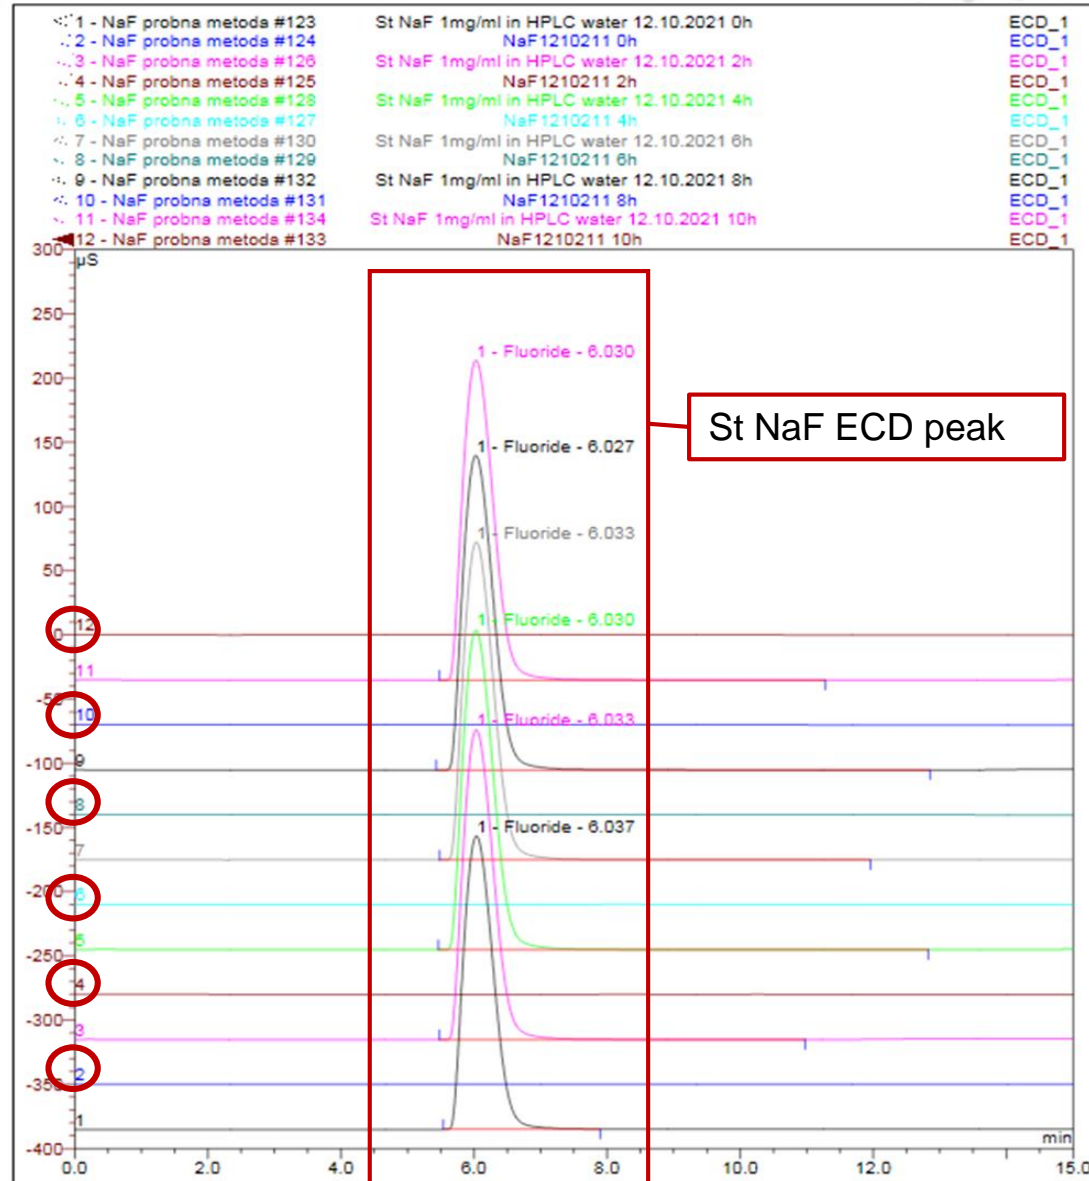 1 - NaF probna metoda #123 St NaF 1mg/ml in HPLC water 12.10.2021 0h ECD_1
2 - NaF probna metoda #124 NaF1210211 0h ECD_1
3 - NaF probna metoda #126 St NaF 1mg/ml in HPLC water 12.10.2021 2h ECD_1
4 - NaF probna metoda #125 NaF1210211 2h ECD_1
5 - NaF probna metoda #128 St NaF 1mg/ml in HPLC water 12.10.2021 4h ECD_1
6 - NaF probna metoda #127 NaF1210211 4h ECD_1
7 - NaF probna metoda #130 St NaF 1mg/ml in HPLC water 12.10.2021 6h ECD_1
8 - NaF probna metoda #129 NaF1210211 6h ECD_1
9 - NaF probna metoda #132 St NaF 1mg/ml in HPLC water 12.10.2021 8h ECD_1
10 - NaF probna metoda #131 NaF1210211 8h ECD_1
11 - NaF probna metoda #134 St NaF 1mg/ml in HPLC water 12.10.2021 10h ECD_1
12 - NaF probna metoda #133 NaF1210211 10h ECD_1
300
µS
250
200
1 - Fluoride - 6.030
St NaF ECD peak
150
1 - Fluoride - 6.027
100
1 - Fluoride - 6.033
50
1 - Fluoride - 6.030
0
12
11
-50
10
1 - Fluoride - 6.033
-100
9
8
-150
1 - Fluoride - 6.037
7
-200
6
5
-250
4
-300
3
2
-350
1
-400
min
0.0 2.0 4.0 6.0 8.0 10.0 12.0 15.0